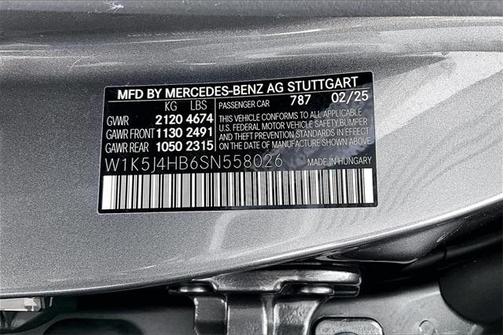 MFD BY MERCEDES-BENZ AG STUTTGART
KG LBS PASSENGER CAR 787 02/25
GVWR 2120 4674 THIS VEHICLE CONFORMS TO ALL APPLICABLE
GAWR FRONT 1130 2491 U.S. FEDERAL MOTOR VEHICLE SAFETY, BUMPER
GAWR REAR 1050 2315 AND THEFT PREVENTION STANDARDS IN EFFECT
ON THE DATE OF MANUFACTURE SHOWN ABOVE.
W1K5J4HB6SN558026 MADE IN HUNGARY